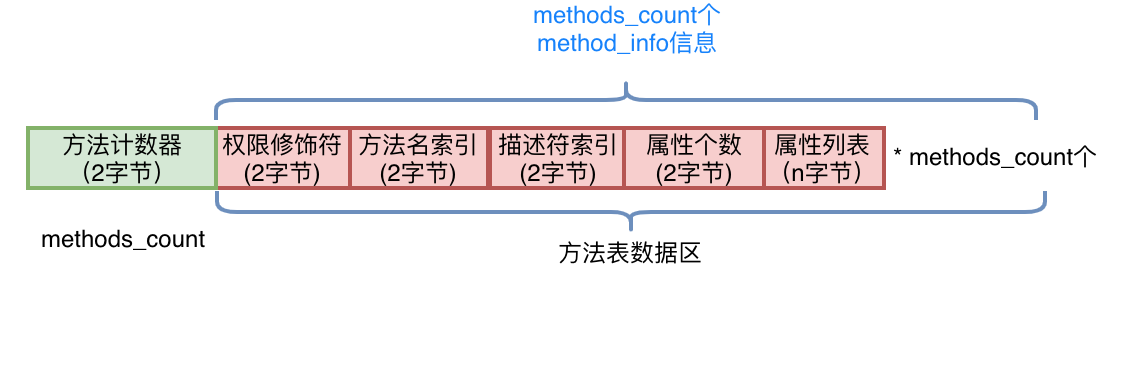 methods_count个
method_info信息
方法计数器
（2字节）
权限修饰符
(2字节)
方法名索引
(2字节)
描述符索引
(2字节)
属性个数
(2字节)
属性列表
（n字节）
* methods_count个
methods_count
方法表数据区